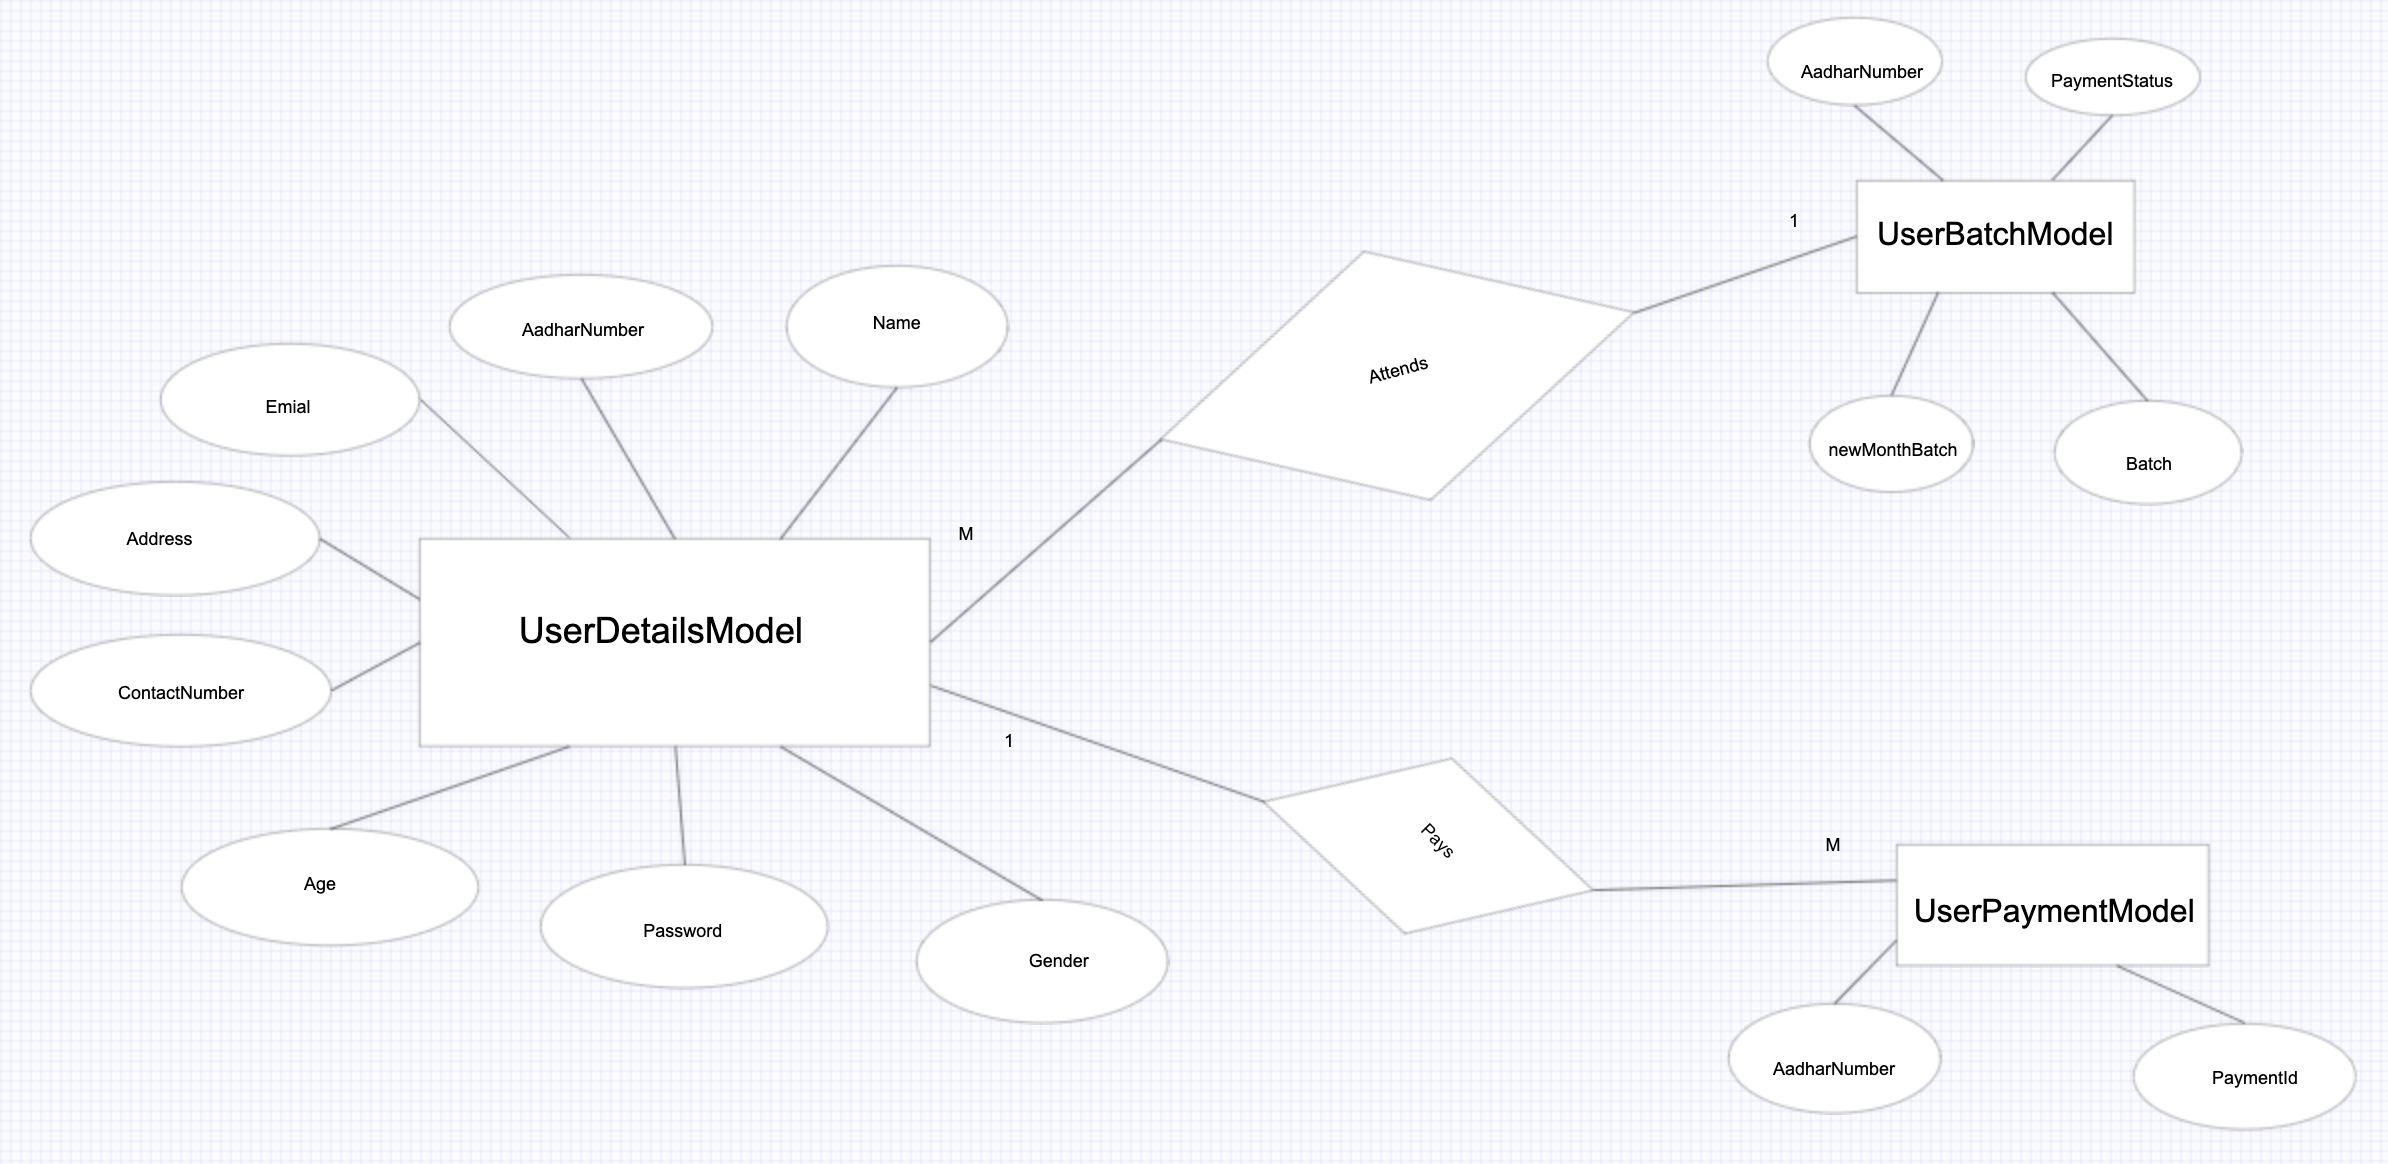 AadharNumber
PaymentStatus
1
UserBatchModel
Name
AadharNumber
Attends
Emial
newMonthBatch
Batch
M
Address
UserDetailsModel
ContactNumber
1
Pays
M
Age
UserPaymentModel
Password
Gender
AadharNumber
PaymentId